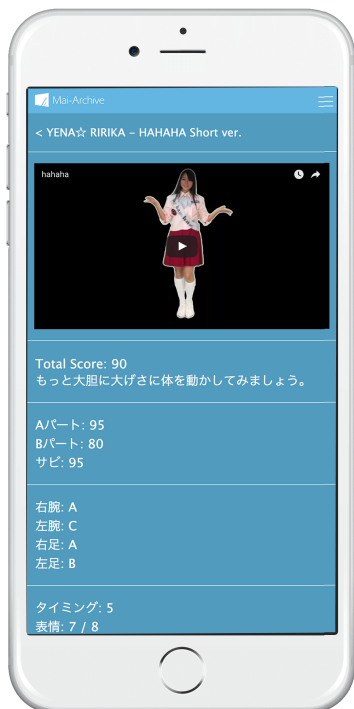 Mai-Archive
< YENA☆ RIRIKA - HAHAHA Short ver.
hahaha
Total Score: 90
もっと大胆に大げさに体を動かしてみましょう。
Aパート: 95
Bパート: 80
サビ: 95
右腕: A
左腕: C
右足: A
左足: B
タイミング: 5
表情: 7 / 8